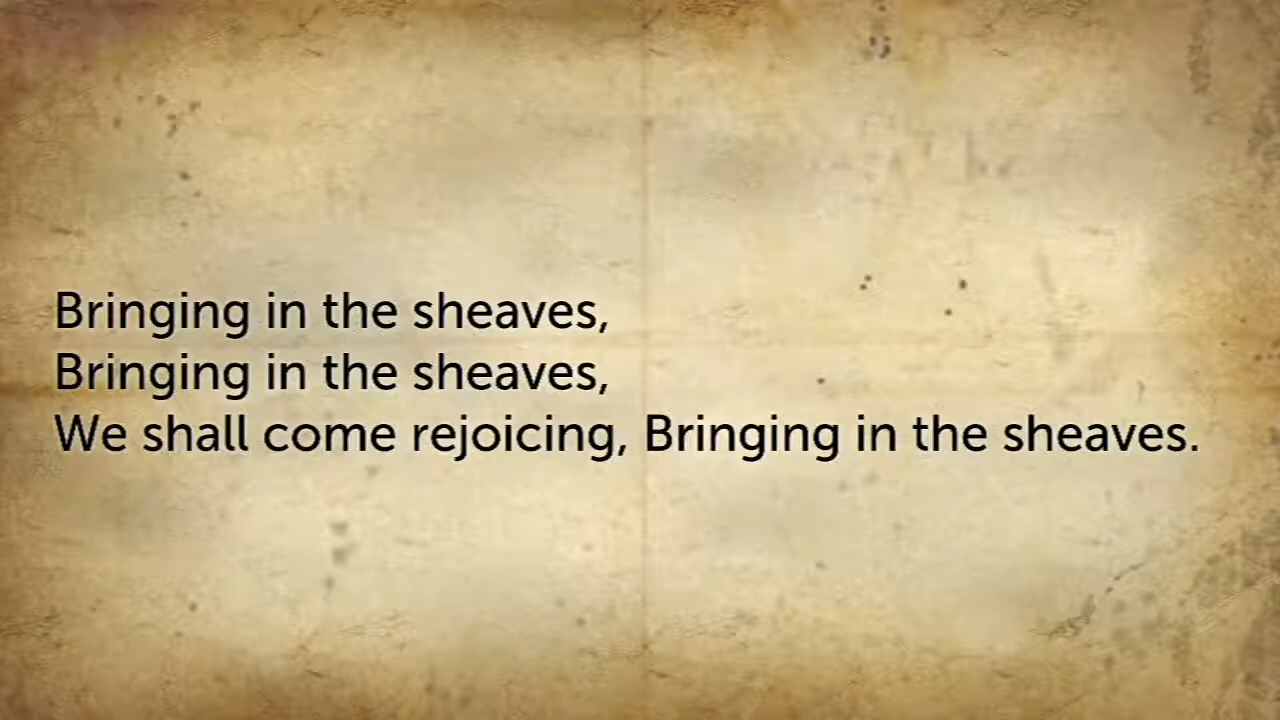 Bringing in the sheaves,
Bringing in the sheaves,
We shall come rejoicing, Bringing in the sheaves.